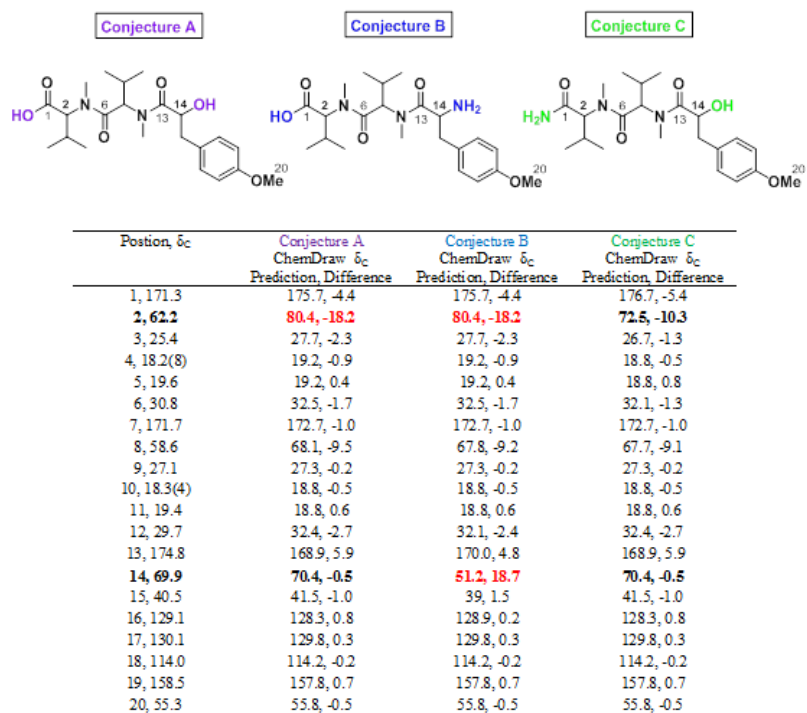 Conjecture A Conjecture B Conjecture C
O HO 1 2 N 6 O N O 13 14 OH OMe 20
O HO 1 2 N 6 O N O 13 14 NH₂ OMe 20
O H₂N 1 2 N 6 O N O 13 14 OH OMe 20
Postion, δC Conjecture A Conjecture B Conjecture C
ChemDraw δC ChemDraw δC ChemDraw δC
Prediction, Difference Prediction, Difference Prediction, Difference
1, 171.3 175.7, -4.4 175.7, -4.4 176.7, -5.4
2, 62.2 80.4, -18.2 80.4, -18.2 72.5, -10.3
3, 25.4 27.7, -2.3 27.7, -2.3 26.7, -1.3
4, 18.2(8) 19.2, -0.9 19.2, -0.9 18.8, -0.5
5, 19.6 19.2, 0.4 19.2, 0.4 18.8, 0.8
6, 30.8 32.5, -1.7 32.5, -1.7 32.1, -1.3
7, 171.7 172.7, -1.0 172.7, -1.0 172.7, -1.0
8, 58.6 68.1, -9.5 67.8, -9.2 67.7, -9.1
9, 27.1 27.3, -0.2 27.3, -0.2 27.3, -0.2
10, 18.3(4) 18.8, -0.5 18.8, -0.5 18.8, -0.5
11, 19.4 18.8, 0.6 18.8, 0.6 18.8, 0.6
12, 29.7 32.4, -2.7 32.1, -2.4 32.4, -2.7
13, 174.8 168.9, 5.9 170.0, 4.8 168.9, 5.9
14, 69.9 70.4, -0.5 51.2, 18.7 70.4, -0.5
15, 40.5 41.5, -1.0 39, 1.5 41.5, -1.0
16, 129.1 128.3, 0.8 128.9, 0.2 128.3, 0.8
17, 130.1 129.8, 0.3 129.8, 0.3 129.8, 0.3
18, 114.0 114.2, -0.2 114.2, -0.2 114.2, -0.2
19, 158.5 157.8, 0.7 157.8, 0.7 157.8, 0.7
20, 55.3 55.8, -0.5 55.8, -0.5 55.8, -0.5